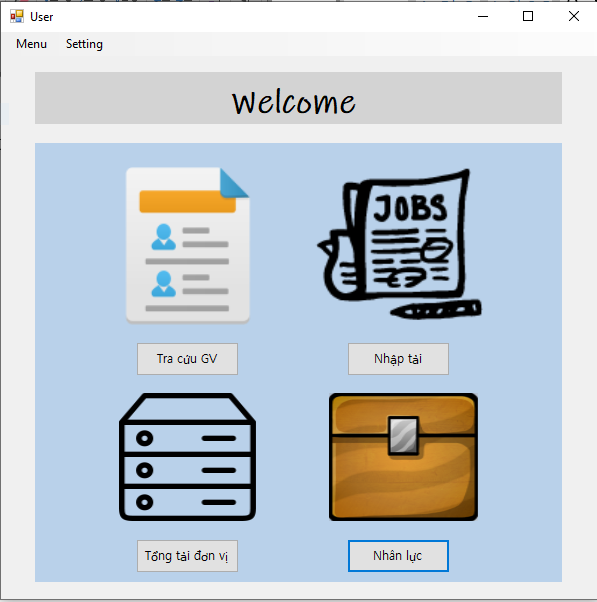 User
Menu Setting
Welcome
JOBS
Tra cứu GV
Nhập tải
Tổng tải đơn vị
Nhân lực